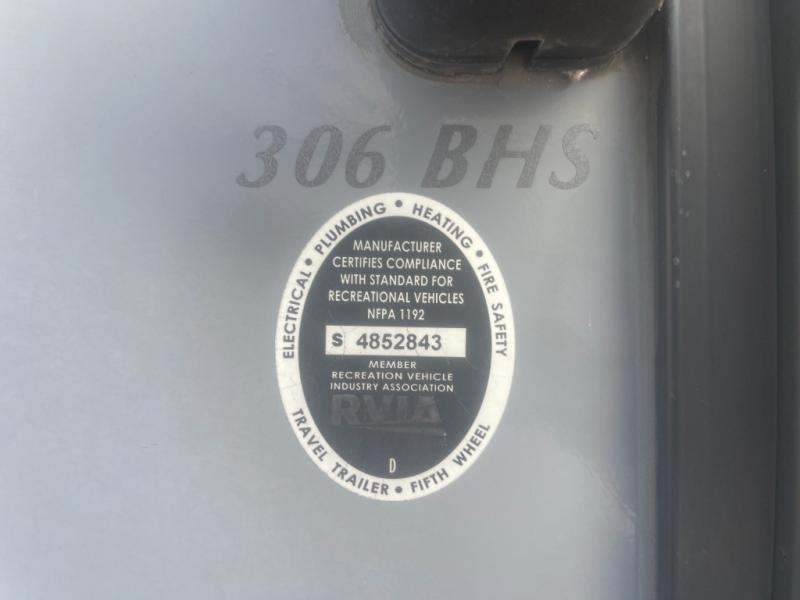 306 BHS
ELECTRICAL • PLUMBING • HEATING • FIRE SAFETY
MANUFACTURER
CERTIFIES COMPLIANCE
WITH STANDARD FOR
RECREATIONAL VEHICLES
NFPA 1192
S 4852843
MEMBER
RECREATION VEHICLE
INDUSTRY ASSOCIATION
RVIA
D
TRAVEL TRAILER • FIFTH WHEEL